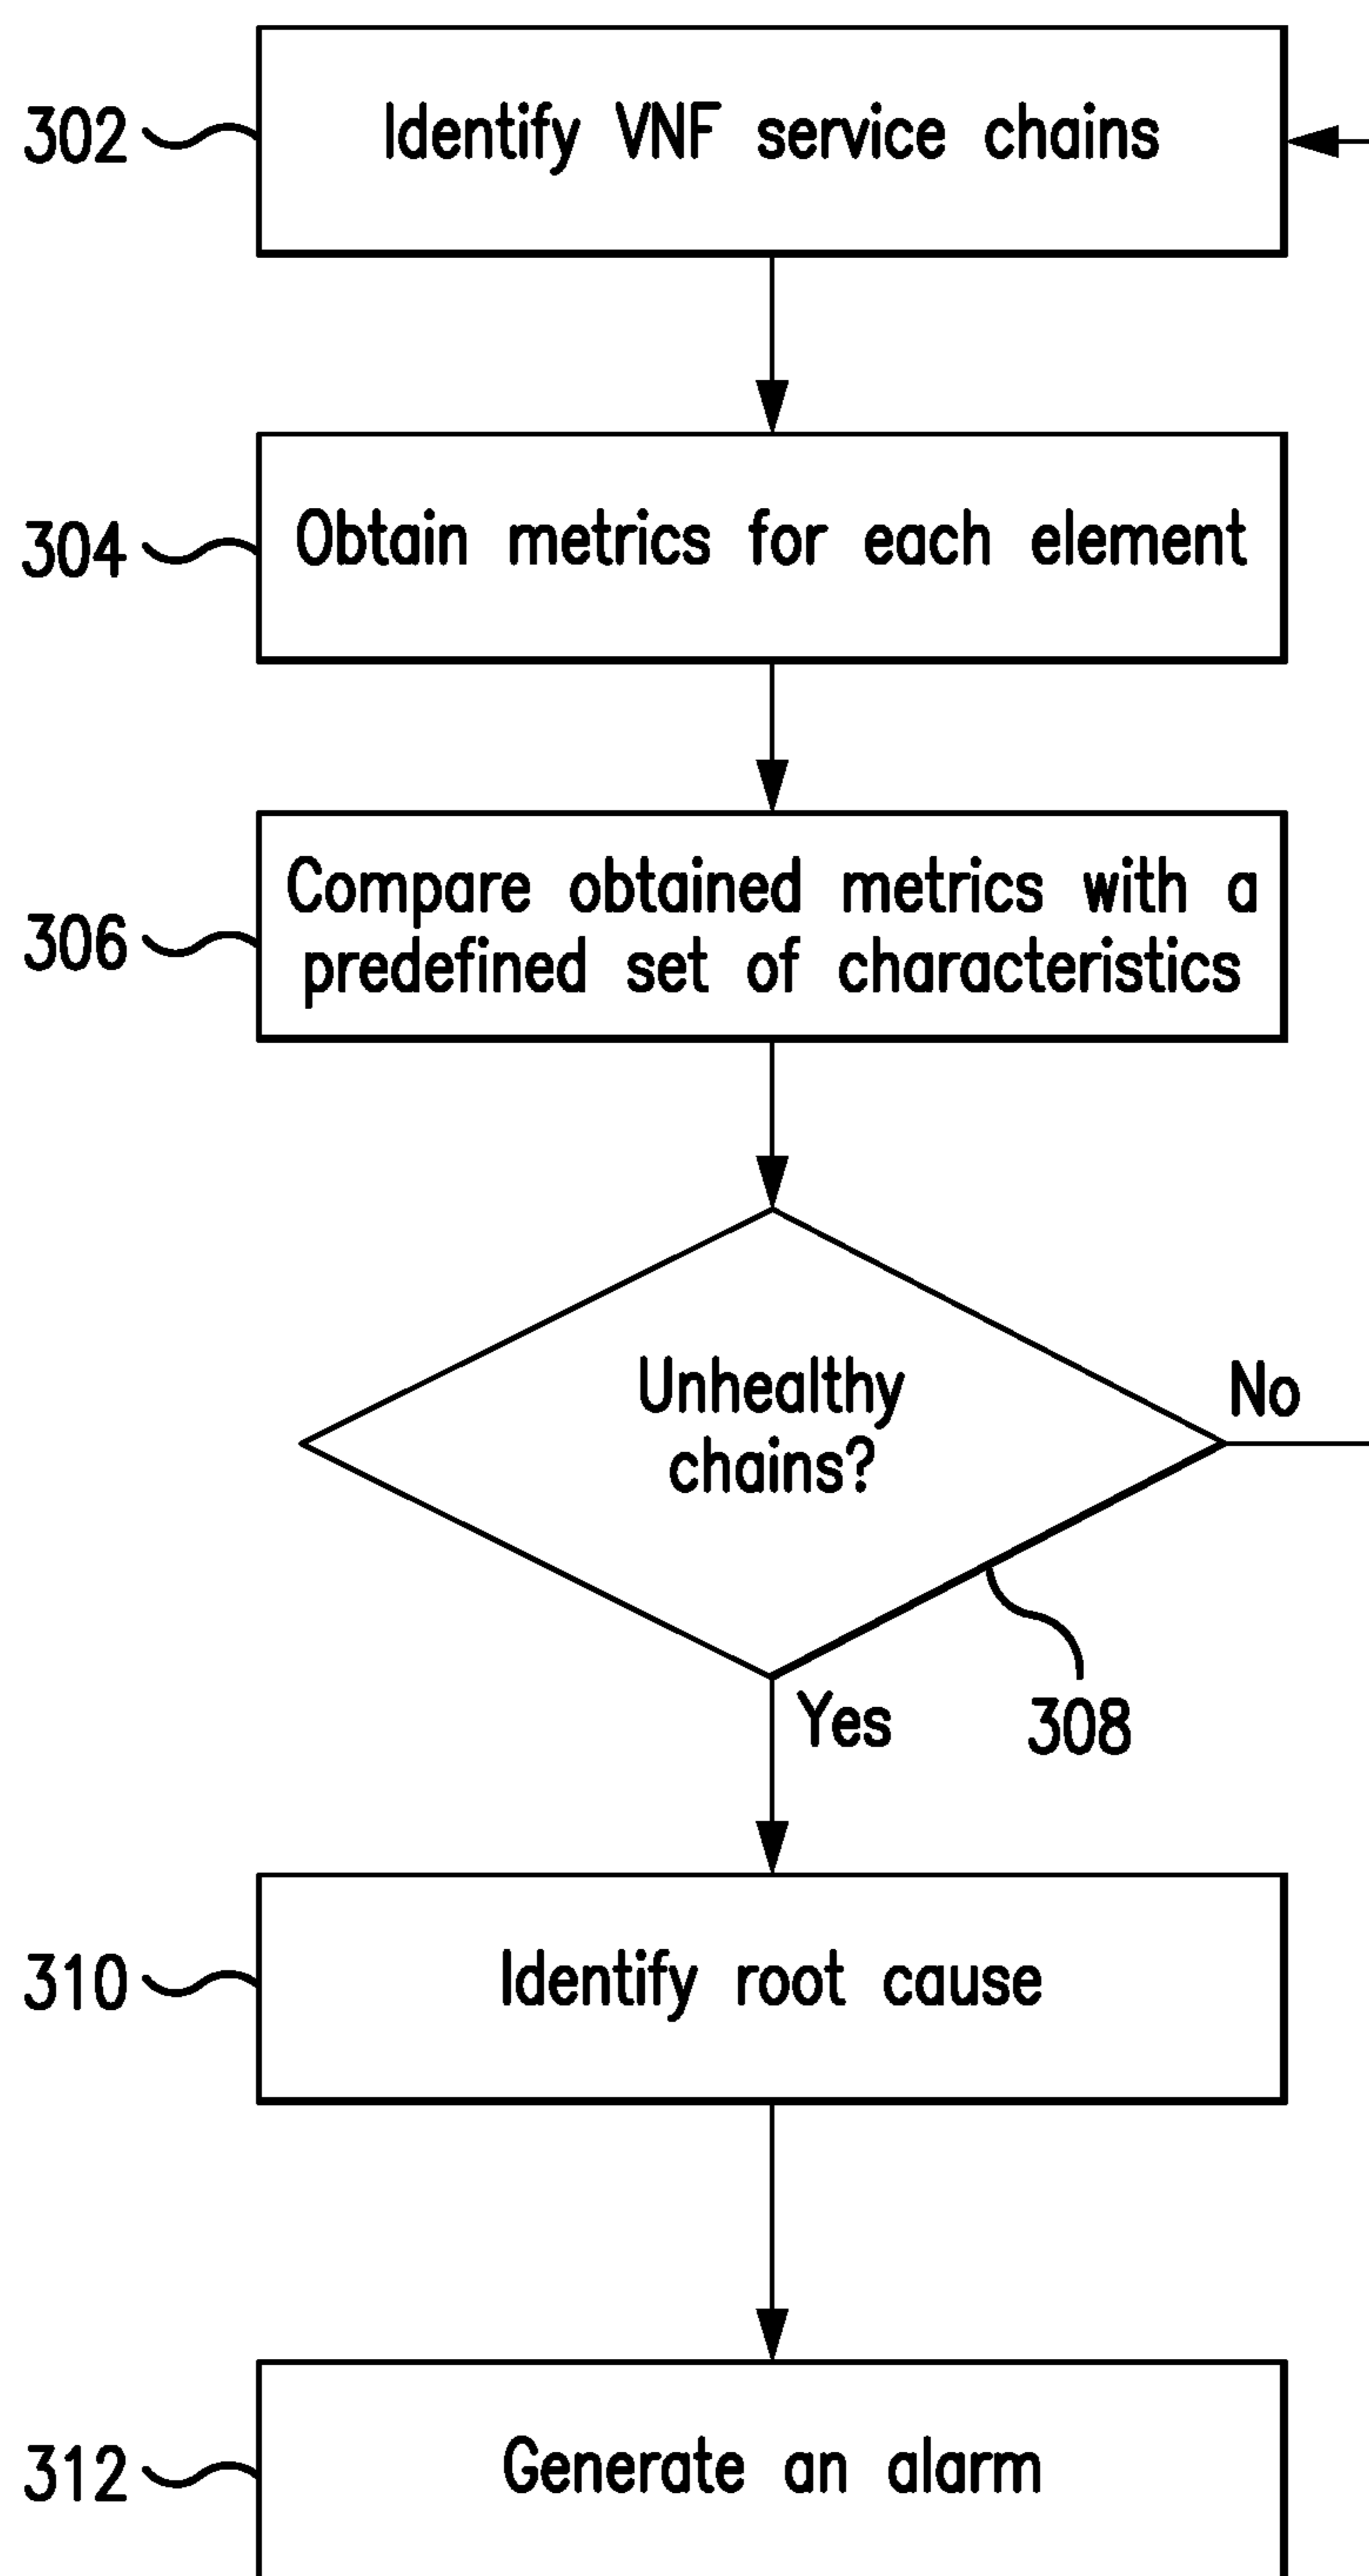 302
Identify VNF service chains
304
Obtain metrics for each element
306
Compare obtained metrics with a
predefined set of characteristics
Unhealthy
chains?
No
Yes
308
310
Identify root cause
312
Generate an alarm